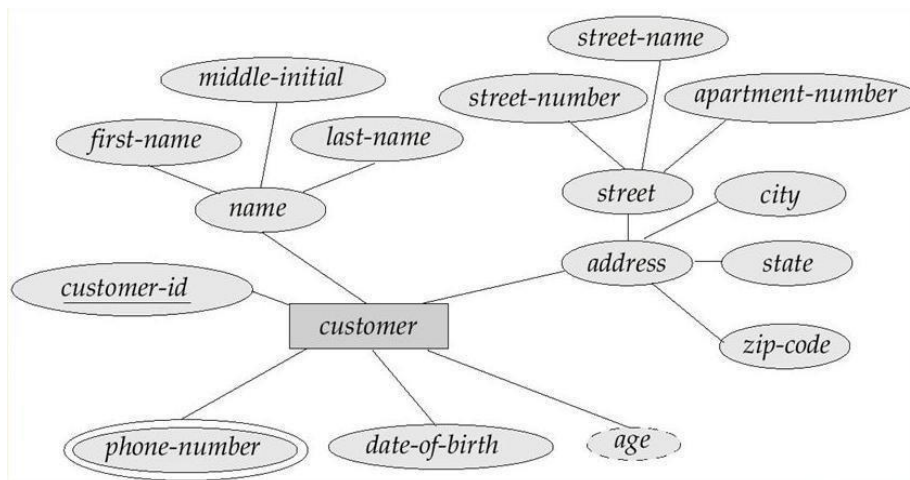 street-name
middle-initial
street-number
apartment-number
first-name
last-name
name
street
city
address
state
customer-id
customer
zip-code
phone-number
date-of-birth
age